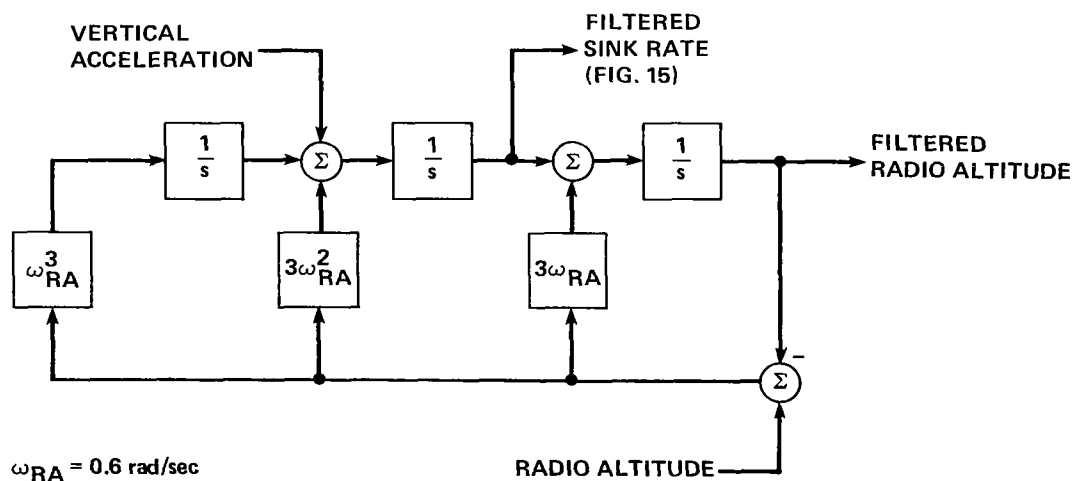 FILTERED
SINK RATE
(FIG. 15)
VERTICAL
ACCELERATION
1
s
Σ
1
s
Σ
1
s
FILTERED
RADIO ALTITUDE
ω³RA
3ω²RA
3ωRA
−
Σ
ωRA = 0.6 rad/sec
RADIO ALTITUDE